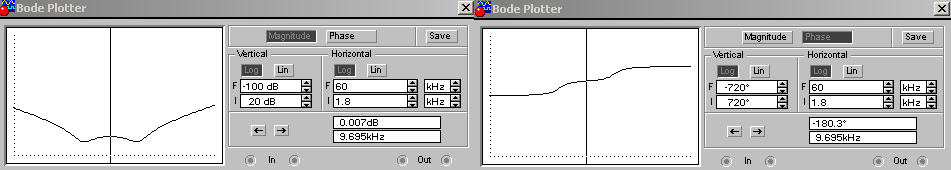 Bode Plotter
Magnitude Phase Save
Vertical Horizontal
Log Lin Log Lin
F -100 dB F 60 kHz
I 20 dB I 1.8 kHz
← → 0.007dB
9.695kHz
In Out
Bode Plotter
Magnitude Phase Save
Vertical Horizontal
Log Lin Log Lin
F -720° F 60 kHz
I 720° I 1.8 kHz
← → -180.3°
9.695kHz
In Out